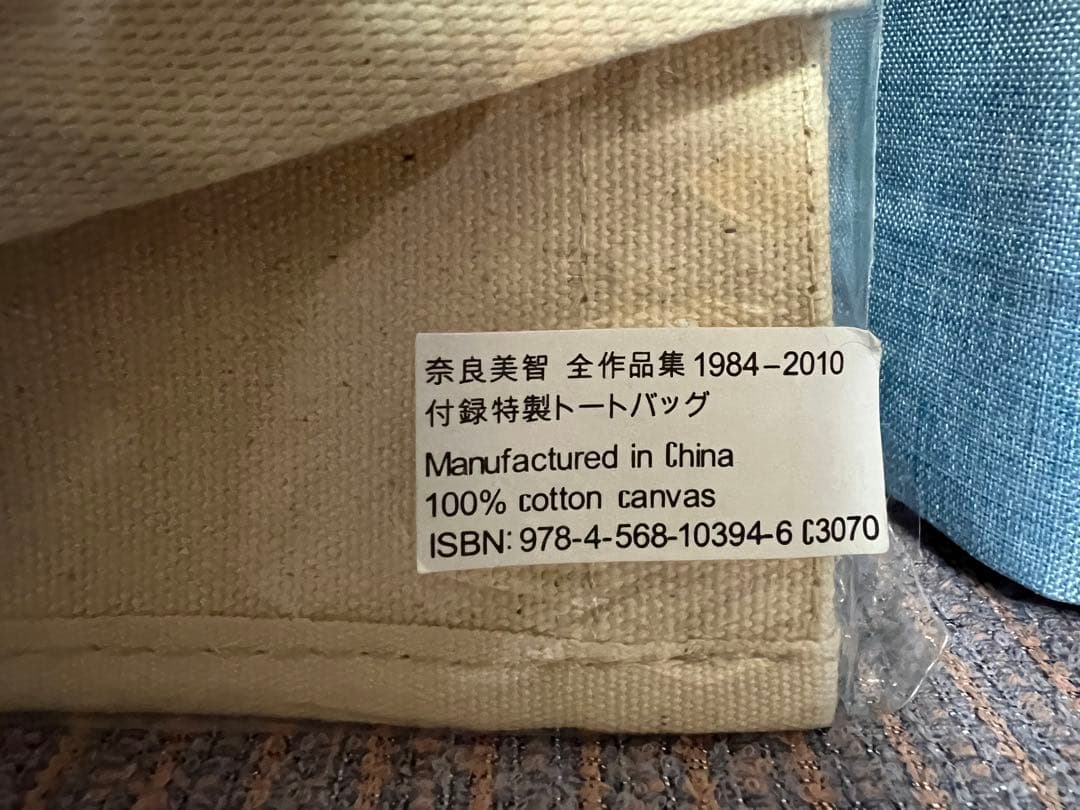 奈良美智 全作品集 1984-2010
付録特製トートバッグ
Manufactured in China
100% cotton canvas
ISBN: 978-4-568-10394-6 C3070